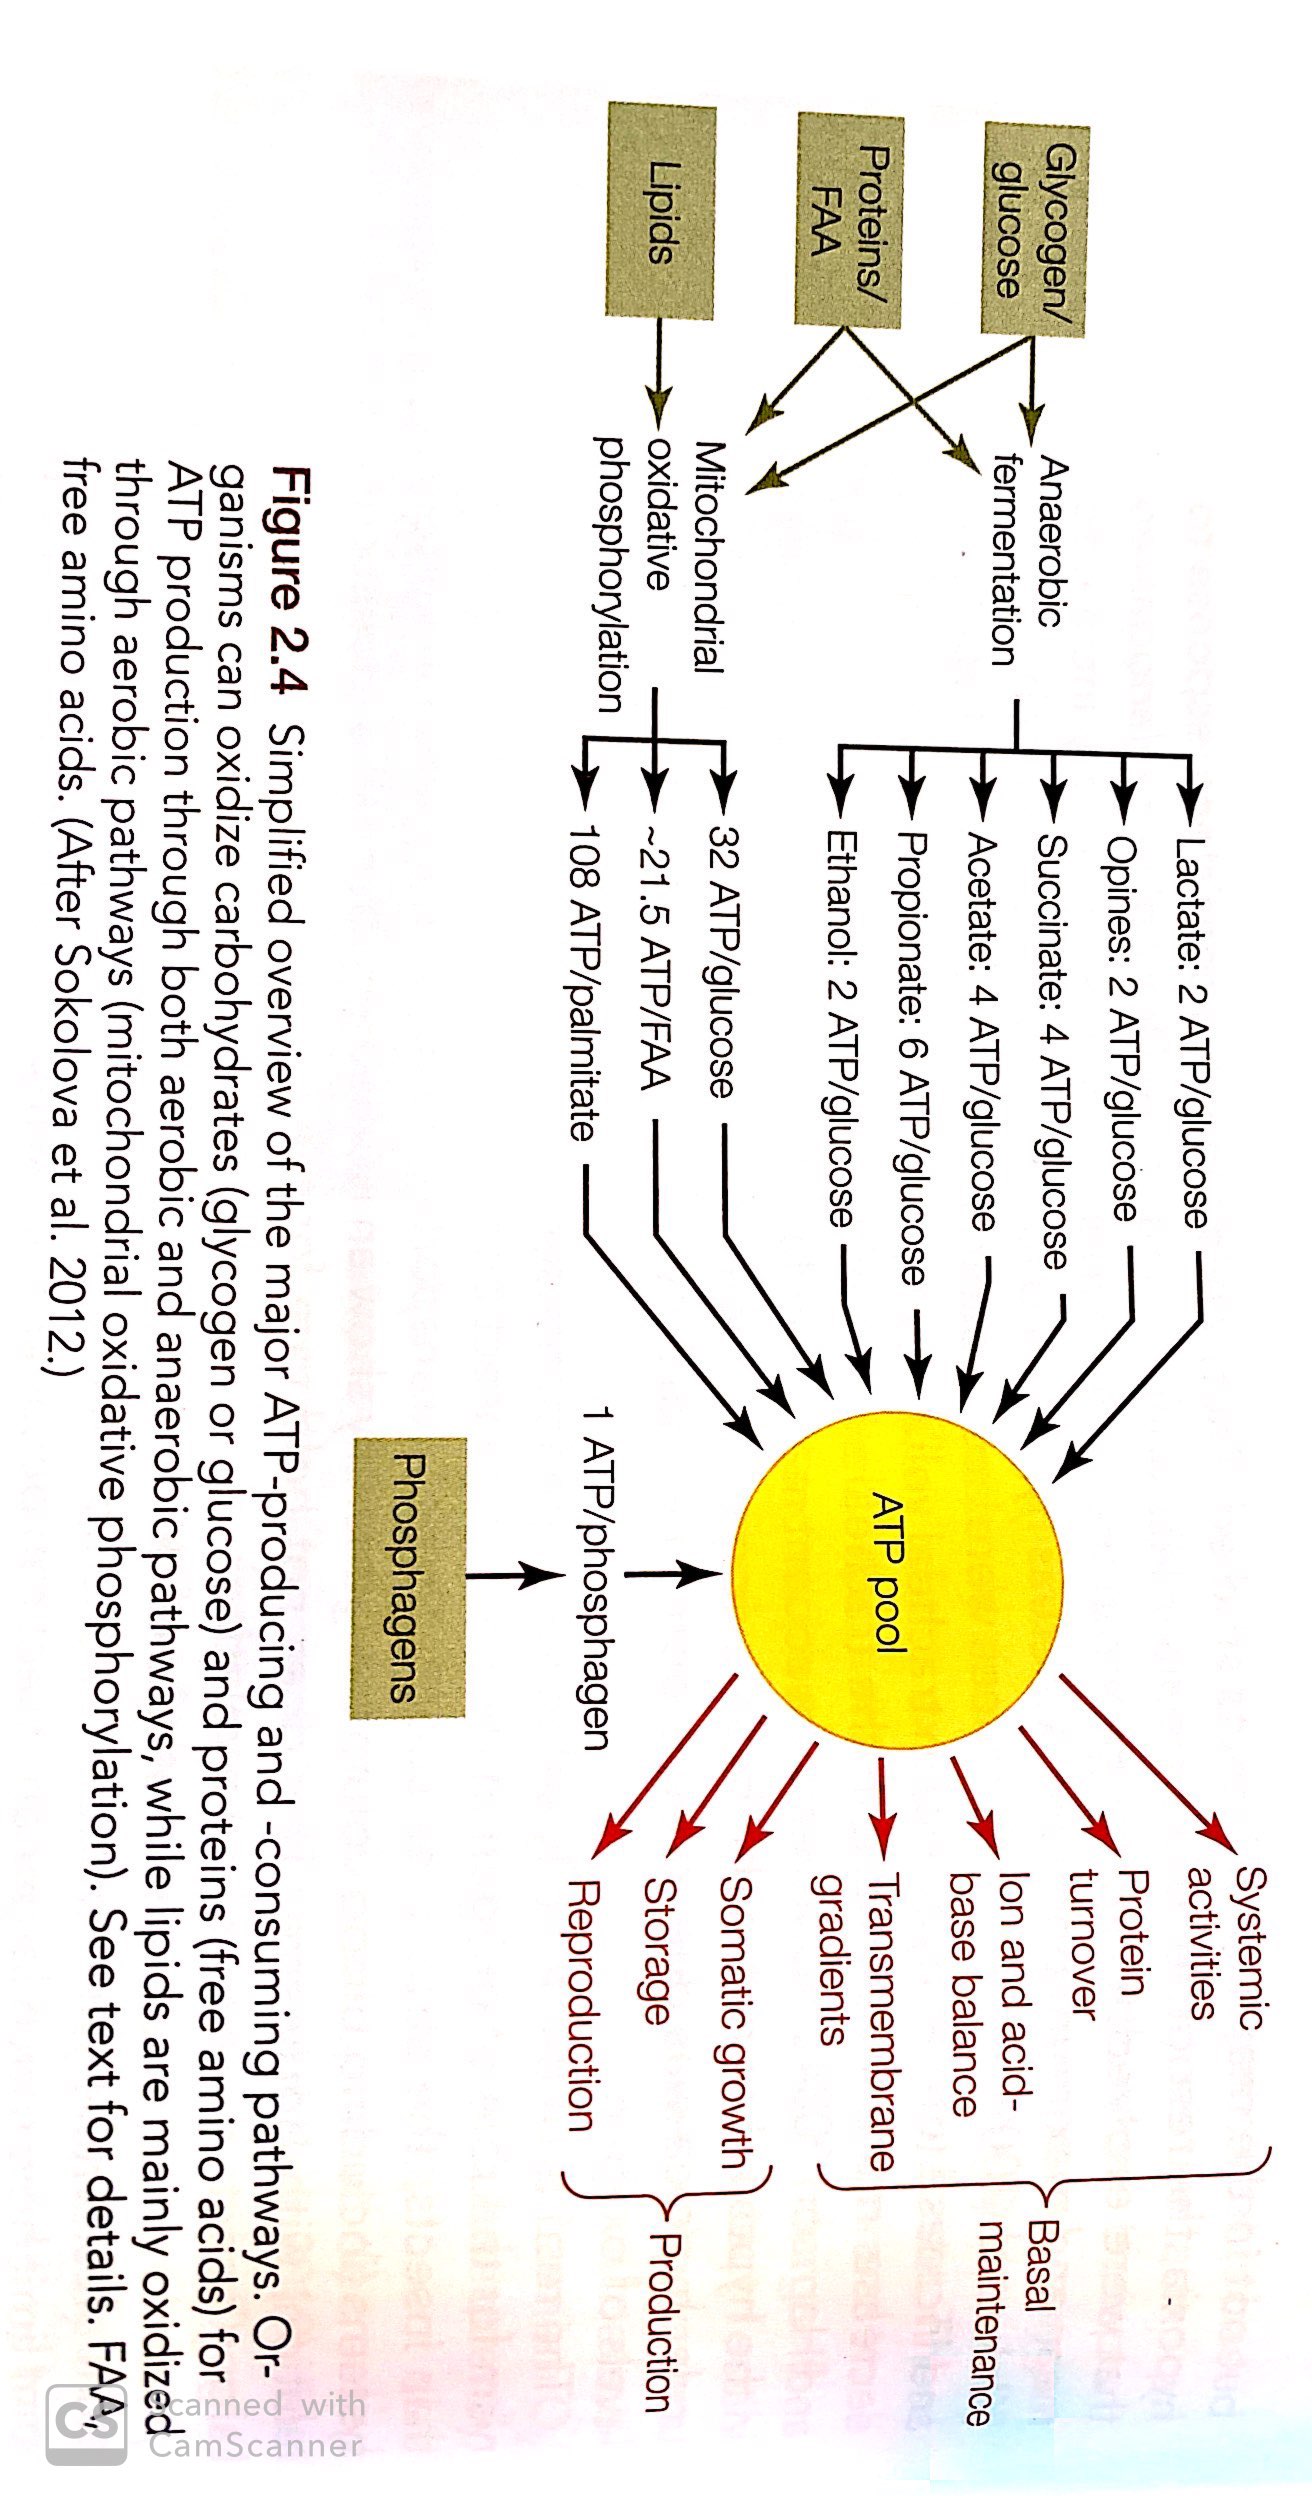 Glycogen/
glucose
Proteins/
FAA
Lipids
Anaerobic
fermentation
Mitochondrial
oxidative
phosphorylation
Lactate: 2 ATP/glucose
Opines: 2 ATP/glucose
Succinate: 4 ATP/glucose
Acetate: 4 ATP/glucose
Propionate: 6 ATP/glucose
Ethanol: 2 ATP/glucose
32 ATP/glucose
~21.5 ATP/FAA
108 ATP/palmitate
ATP pool
1 ATP/phosphagen
Phosphagens
Systemic
activities
Protein
turnover
Ion and acid-
base balance
Transmembrane
gradients
Somatic growth
Storage
Reproduction
Basal
maintenance
Production
Figure 2.4 Simplified overview of the major ATP-producing and -consuming pathways. Or-
ganisms can oxidize carbohydrates (glycogen or glucose) and proteins (free amino acids) for
ATP production through both aerobic and anaerobic pathways, while lipids are mainly oxidized
through aerobic pathways (mitochondrial oxidative phosphorylation). See text for details. FAA,
free amino acids. (After Sokolova et al. 2012.)
CS
Scanned with
CamScanner